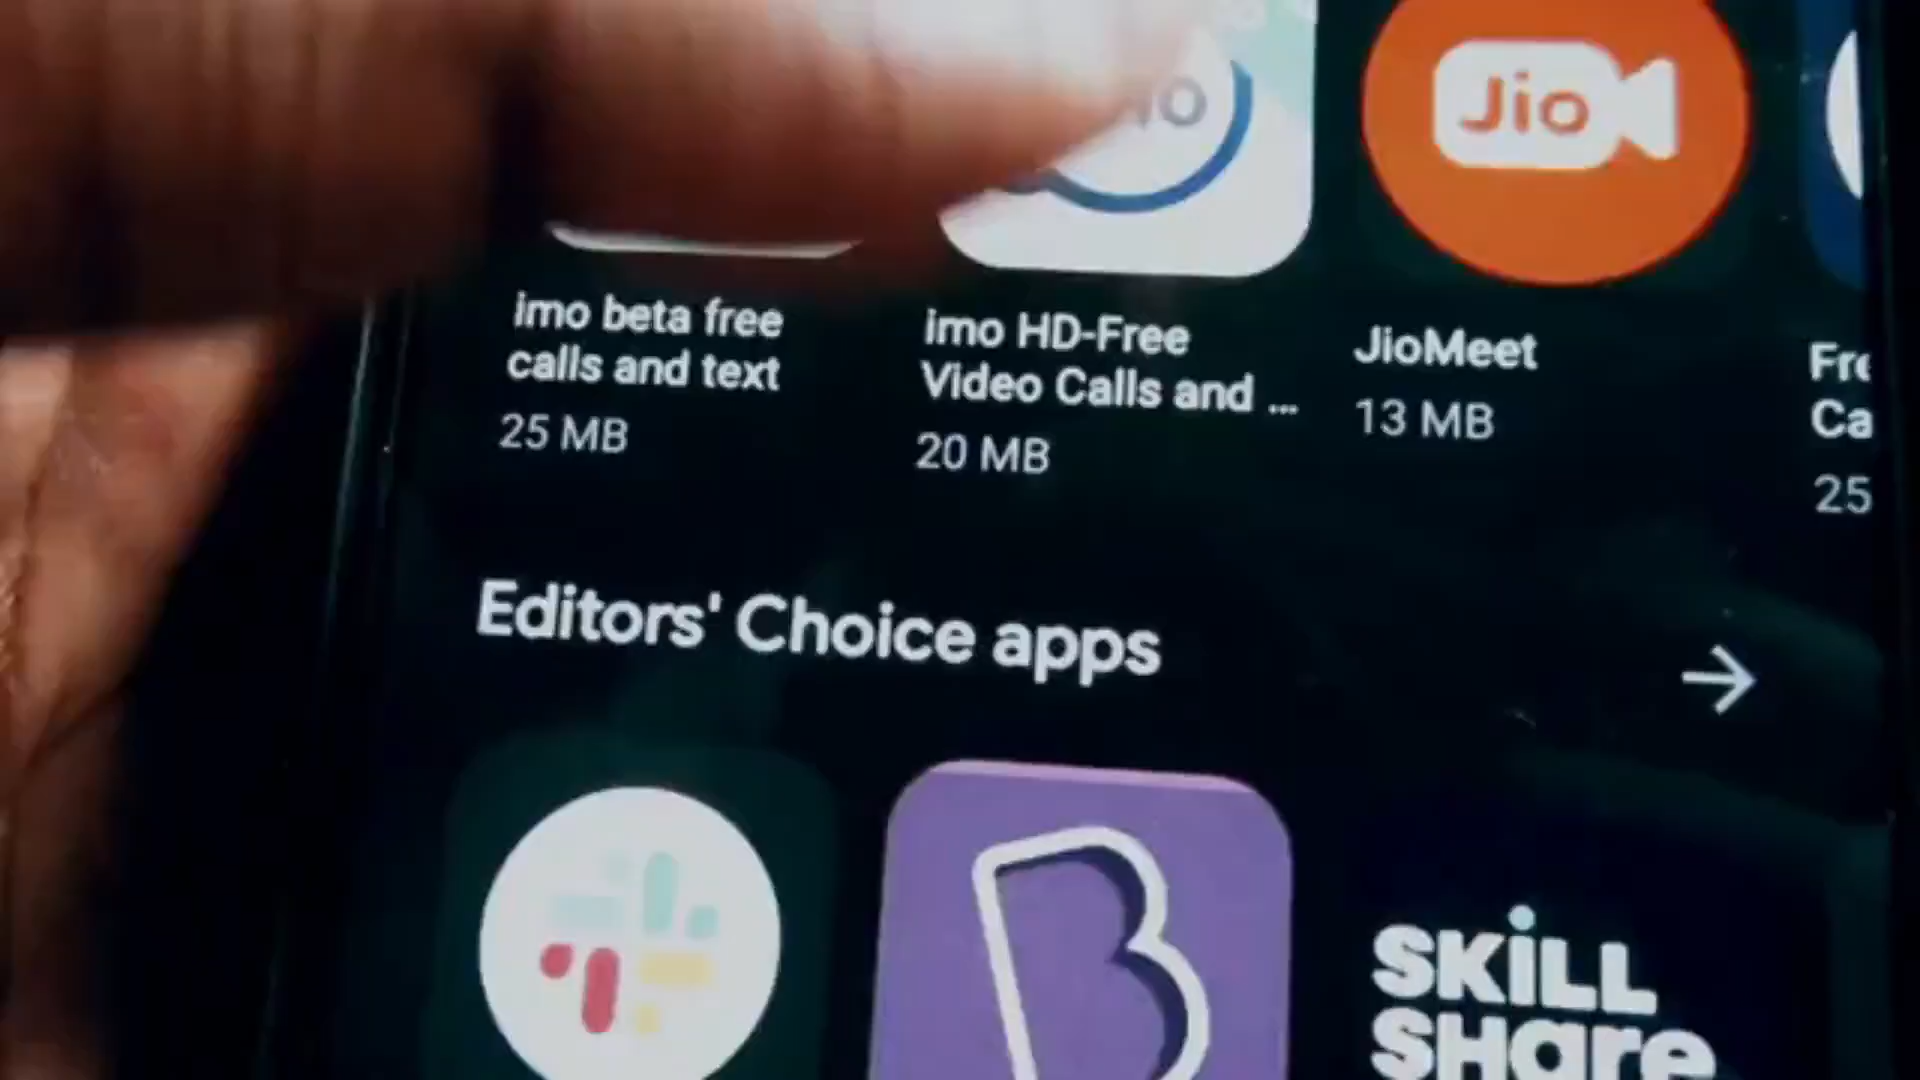 Jio
imo beta free
calls and text
25 MB
imo HD-Free
Video Calls and ...
20 MB
JioMeet
13 MB
25
Editors' Choice apps
B
SKiLL
SHare